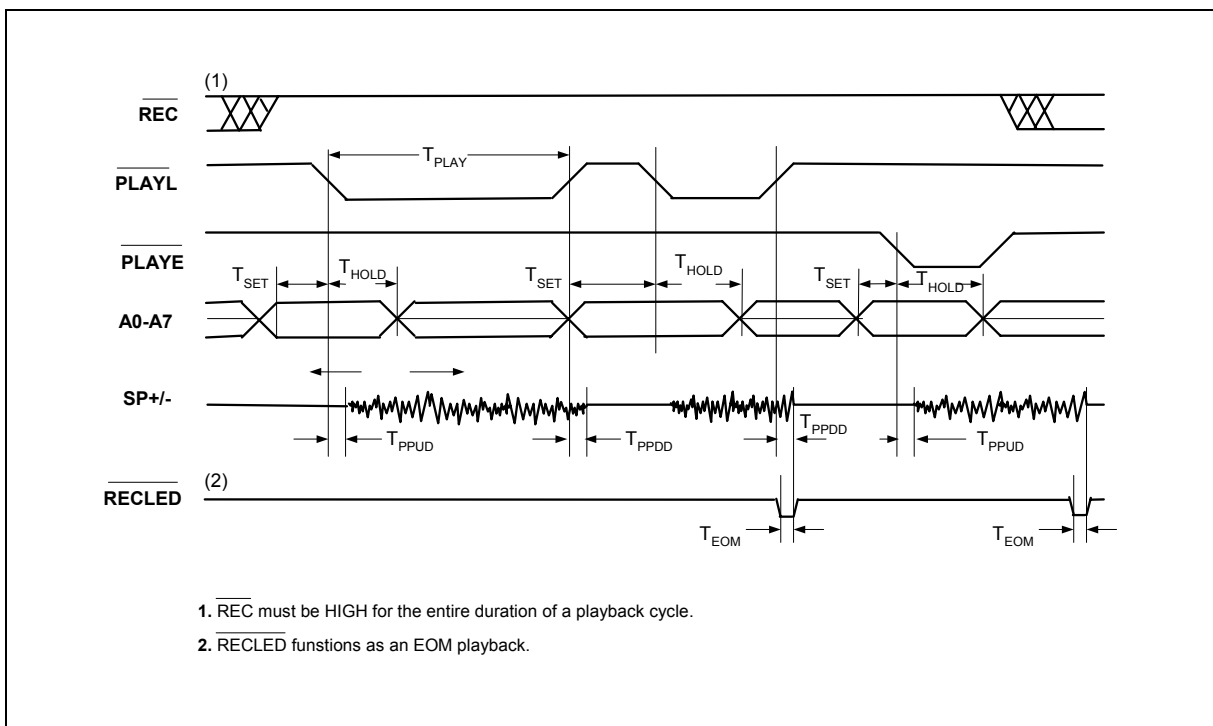 (1)
REC
T_PLAY
PLAYL
PLAYE
T_SET
T_HOLD
T_SET
T_HOLD
T_SET
T_HOLD
A0-A7
SP+/-
T_PPUD
T_PPDD
T_PPDD
T_PPUD
(2)
RECLED
T_EOM
T_EOM
1. REC must be HIGH for the entire duration of a playback cycle.
2. RECLED funstions as an EOM playback.